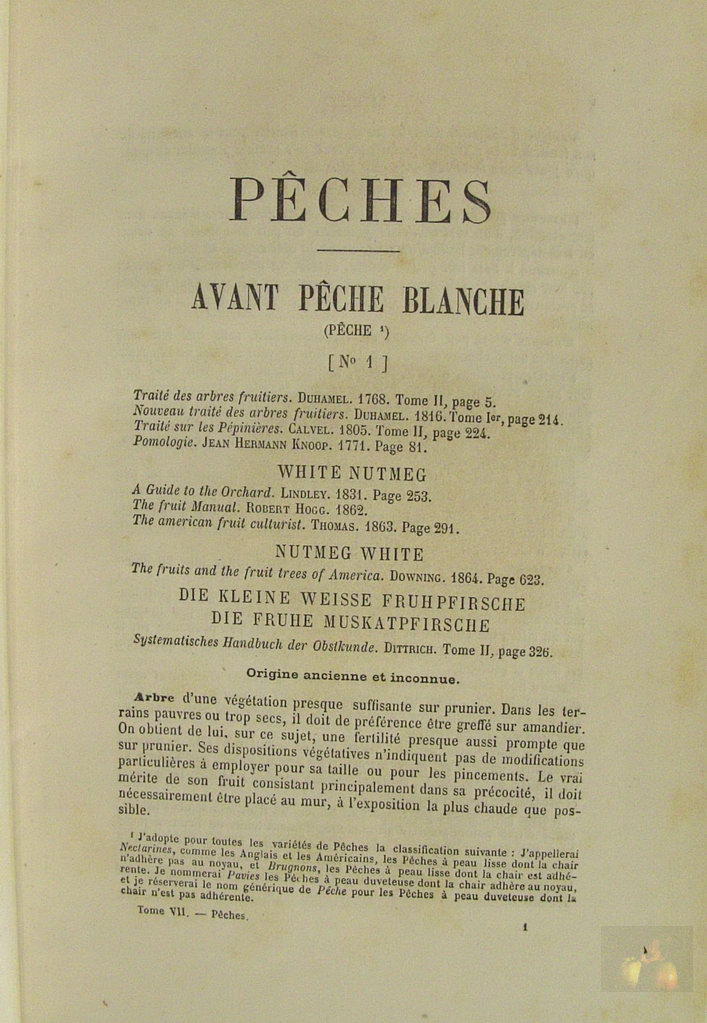 PÊCHES
AVANT PÊCHE BLANCHE
(PÊCHE ¹)
[ Nº 1 ]
Traité des arbres fruitiers. DUHAMEL. 1768. Tome II, page 5.
Nouveau traité des arbres fruitiers. DUHAMEL. 1816. Tome Ier, page 214.
Traité sur les Pépinières. CALVEL. 1805. Tome II, page 224.
Pomologie. JEAN HERMANN KNOOP. 1771. Page 81.
WHITE NUTMEG
A Guide to the Orchard. LINDLEY. 1831. Page 253.
The fruit Manual. ROBERT HOGG. 1862.
The american fruit culturist. THOMAS. 1863. Page 291.
NUTMEG WHITE
The fruits and the fruit trees of America. DOWNING. 1864. Page 623.
DIE KLEINE WEISSE FRUHPFIRSCHE
DIE FRUHE MUSKATPFIRSCHE
Systematisches Handbuch der Obstkunde. DITTRICH. Tome II, page 326.
Origine ancienne et inconnue.
Arbre d'une végétation presque suffisante sur prunier. Dans les ter-
rains pauvres ou trop secs, il doit de préférence être greffé sur amandier.
On obtient de lui, sur ce sujet, une fertilité presque aussi prompte que
sur prunier. Ses dispositions végétatives n'indiquent pas de modifications
particulières à employer pour sa taille ou pour les pincements. Le vrai
mérite de son fruit consistant principalement dans sa précocité, il doit
nécessairement être placé au mur, à l'exposition la plus chaude que pos-
sible.
¹ J'adopte pour toutes les variétés de Pêches la classification suivante : J'appellerai
Nectarines, comme les Anglais et les Américains, les Pêches à peau lisse dont la chair
n'adhère pas au noyau, et Brugnons, les Pêches à peau lisse dont la chair est adhé-
rente. Je nommerai Pavies les Pêches à peau duveteuse dont la chair adhère au noyau,
et je réserverai le nom générique de Pêche pour les Pêches à peau duveteuse dont la
chair n'est pas adhérente.
Tome VII. — Pêches.
1